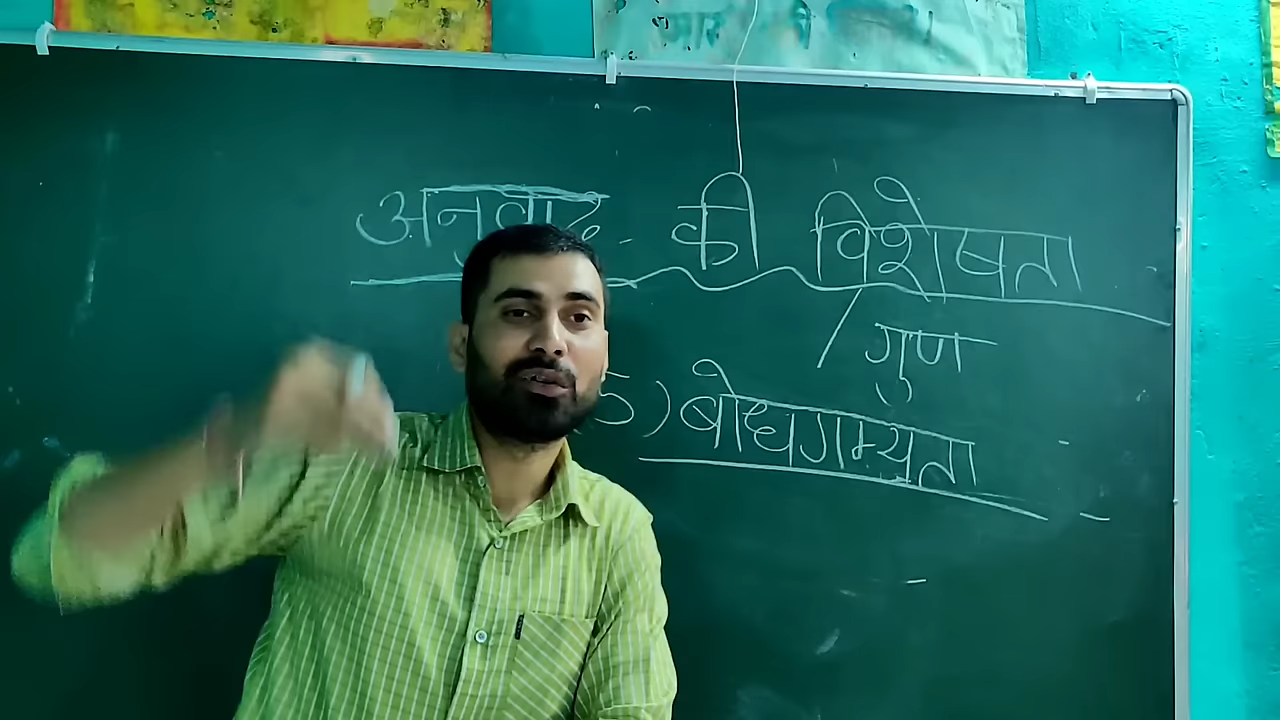 अनुवाद की विशेषता
/ गुण
5) बोधगम्यता